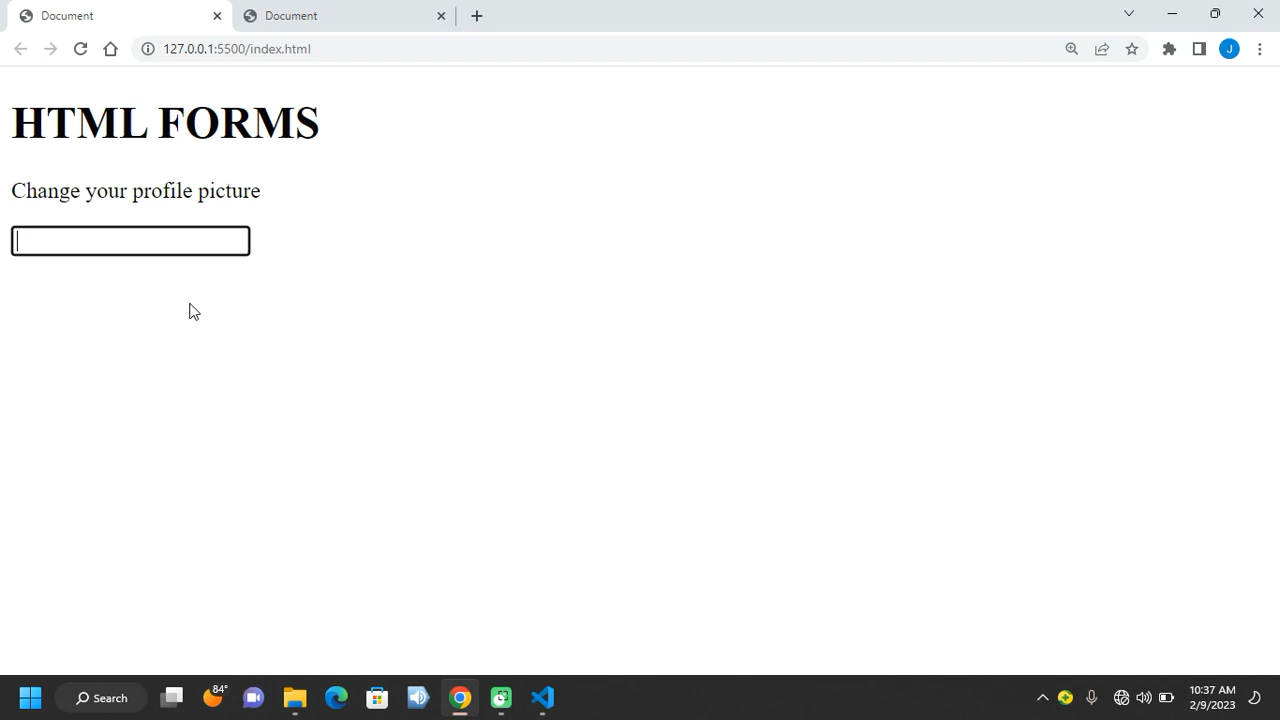 Document
Document
127.0.0.1:5500/index.html
J
HTML FORMS
Change your profile picture
84°
Search
10:37 AM
2/9/2023